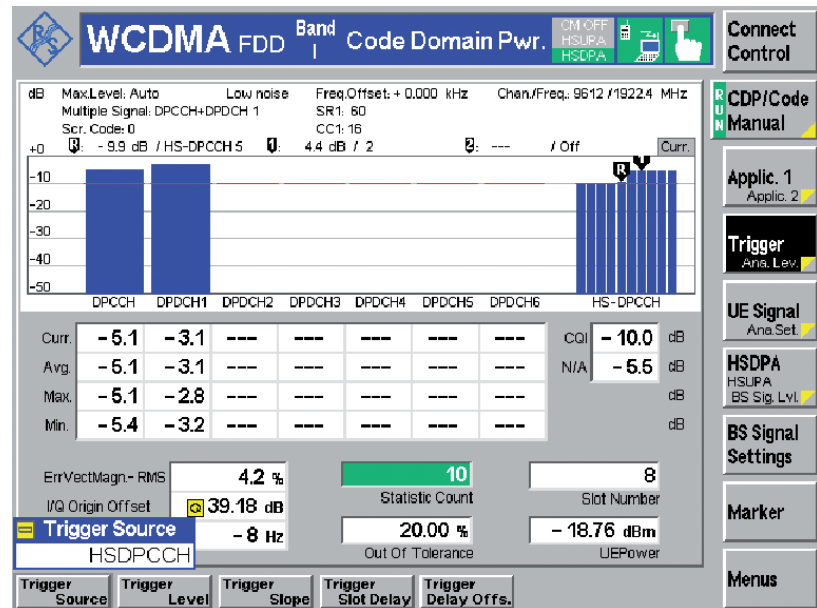 WCDMA FDD Band I Code Domain Pwr.
CM OFF
HSUPA
HSDPA
Connect Control
dB Max.Level: Auto Low noise Freq.Offset: + 0.000 kHz Chan./Freq.: 9612 /1922.4 MHz
Multiple Signal: DPCCH+DPDCH 1 SR1: 60
Scr. Code: 0 CC1: 16
+0 R: - 9.9 dB / HS-DPCCH 5 1: 4.4 dB / 2 2: --- / Off Curr.
R 1
-10
-20
-30
-40
-50
DPCCH DPDCH1 DPDCH2 DPDCH3 DPDCH4 DPDCH5 DPDCH6 HS-DPCCH
Curr. - 5.1 - 3.1 --- --- --- --- --- CQI - 10.0 dB
Avg. - 5.1 - 3.1 --- --- --- --- --- N/A - 5.5 dB
Max. - 5.1 - 2.8 --- --- --- --- --- dB
Min. - 5.4 - 3.2 --- --- --- --- --- dB
ErrVectMagn.- RMS 4.2 % 10 8
Statistic Count Slot Number
I/Q Origin Offset 39.18 dB
- 8 Hz 20.00 % - 18.76 dBm
Out Of Tolerance UEPower
Trigger Source
HSDPCCH
Trigger Source
Trigger Level
Trigger Slope
Trigger Slot Delay
Trigger Delay Offs.
RUN
CDP/Code Manual
Applic. 1
Applic. 2
Trigger
Ana. Lev.
UE Signal
Ana.Set.
HSDPA
HSUPA
BS Sig. Lvl.
BS Signal Settings
Marker
Menus